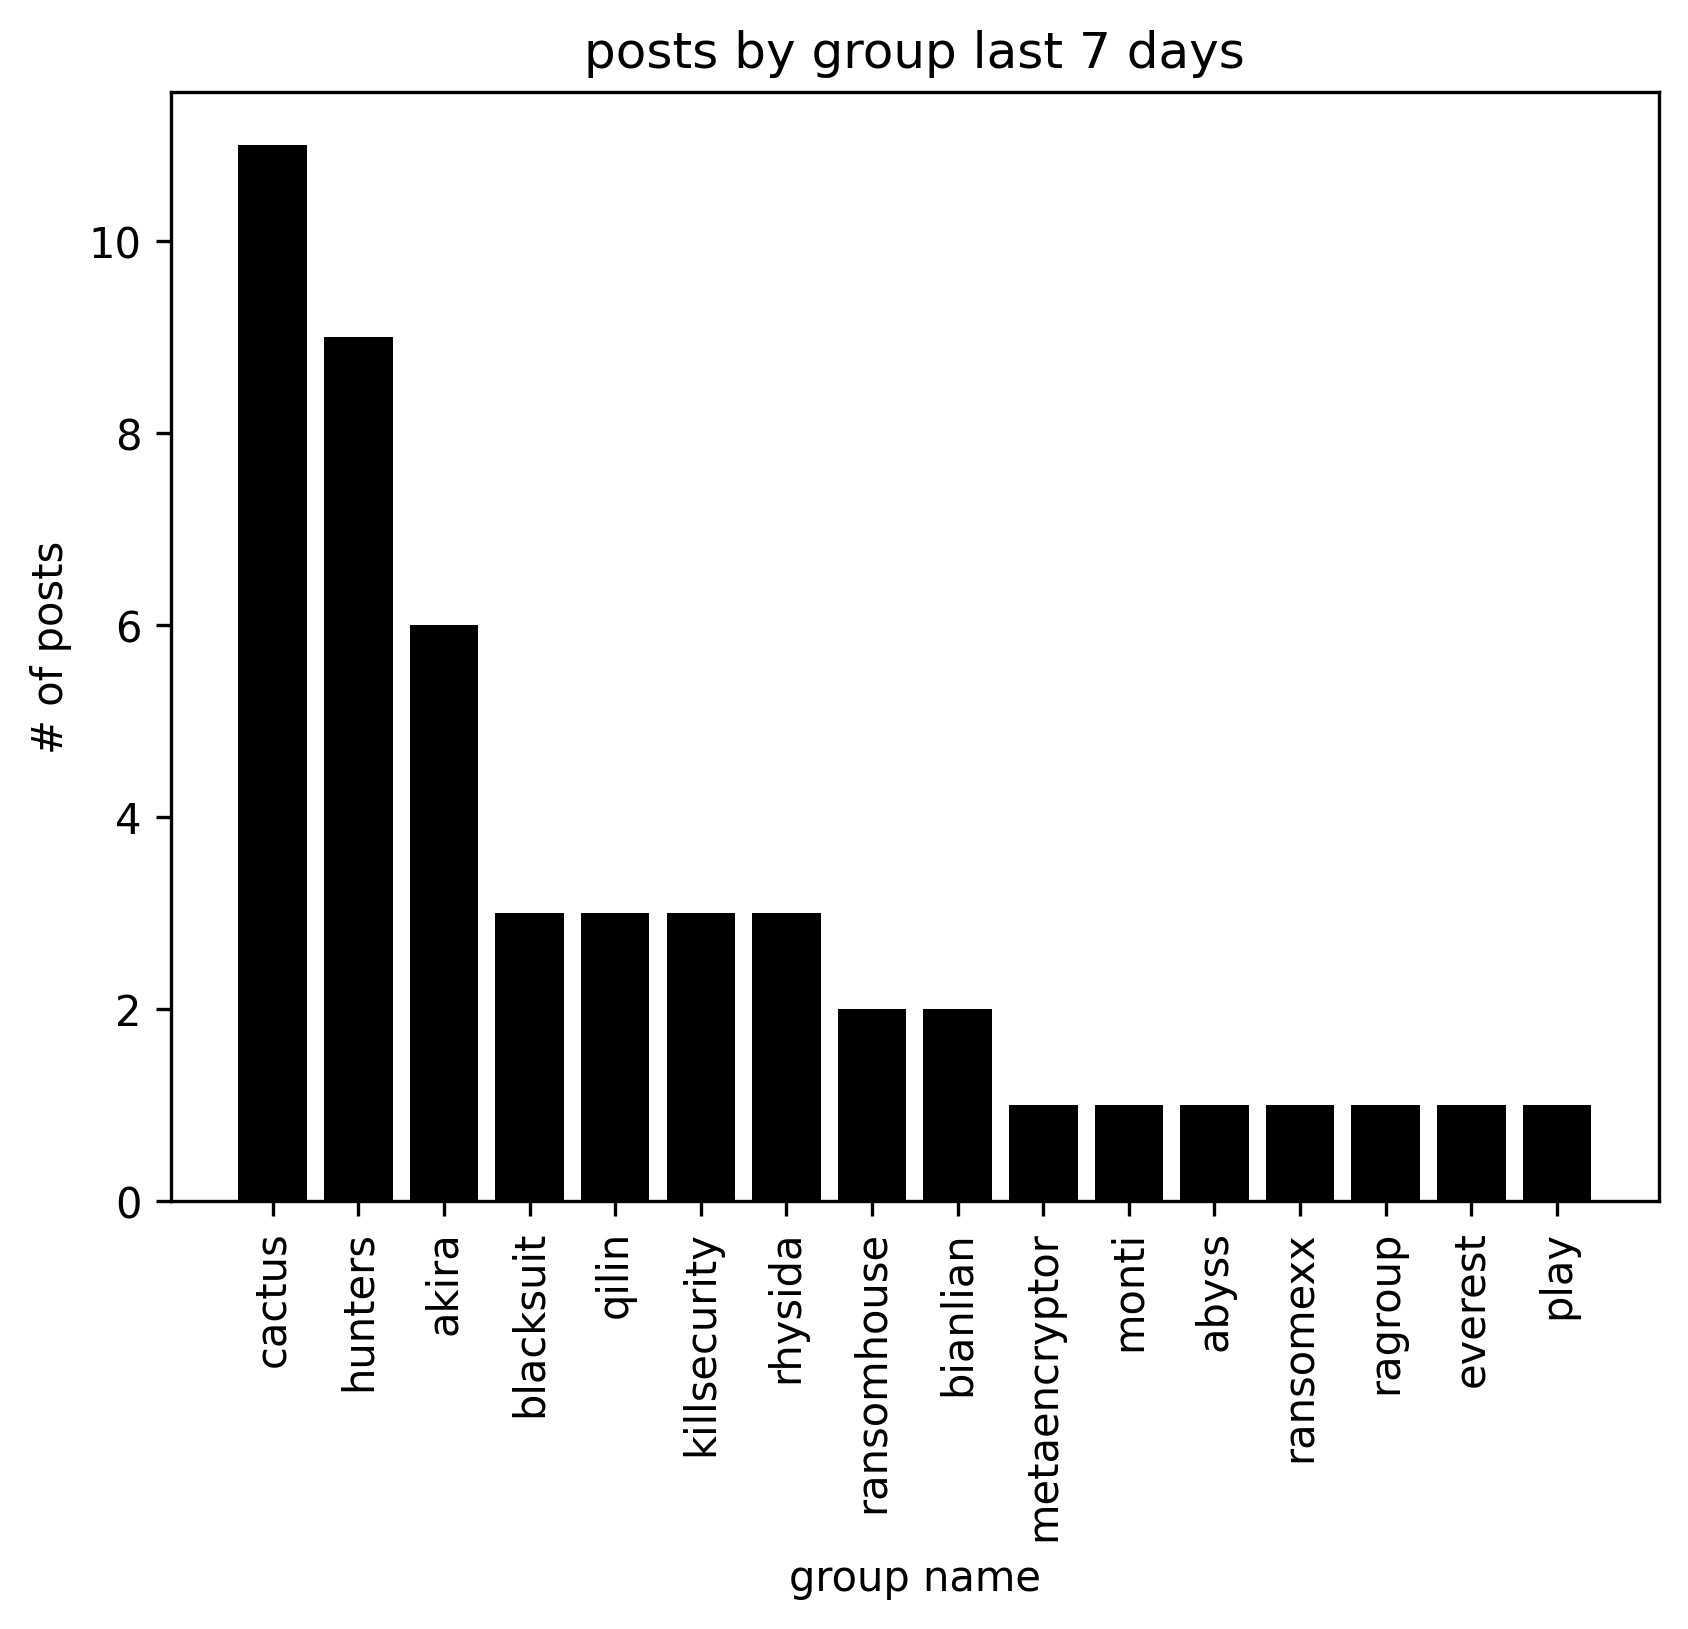 posts by group last 7 days
# of posts
10
8
6
4
2
0
cactus
hunters
akira
blacksuit
qilin
killsecurity
rhysida
ransomhouse
bianlian
metaencryptor
monti
abyss
ransomexx
ragroup
everest
play
group name